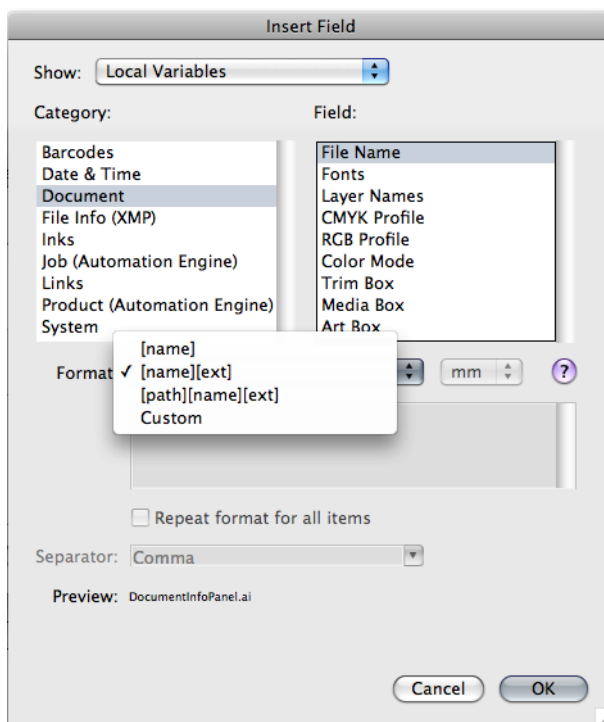 Insert Field
Show: Local Variables
Category: Field:
Barcodes File Name
Date & Time Fonts
Document Layer Names
File Info (XMP) CMYK Profile
Inks RGB Profile
Job (Automation Engine) Color Mode
Links Trim Box
Product (Automation Engine) Media Box
System Art Box
[name]
Format ✓ [name][ext] mm ?
[path][name][ext]
Custom
Repeat format for all items
Separator: Comma
Preview: DocumentInfoPanel.ai
Cancel OK